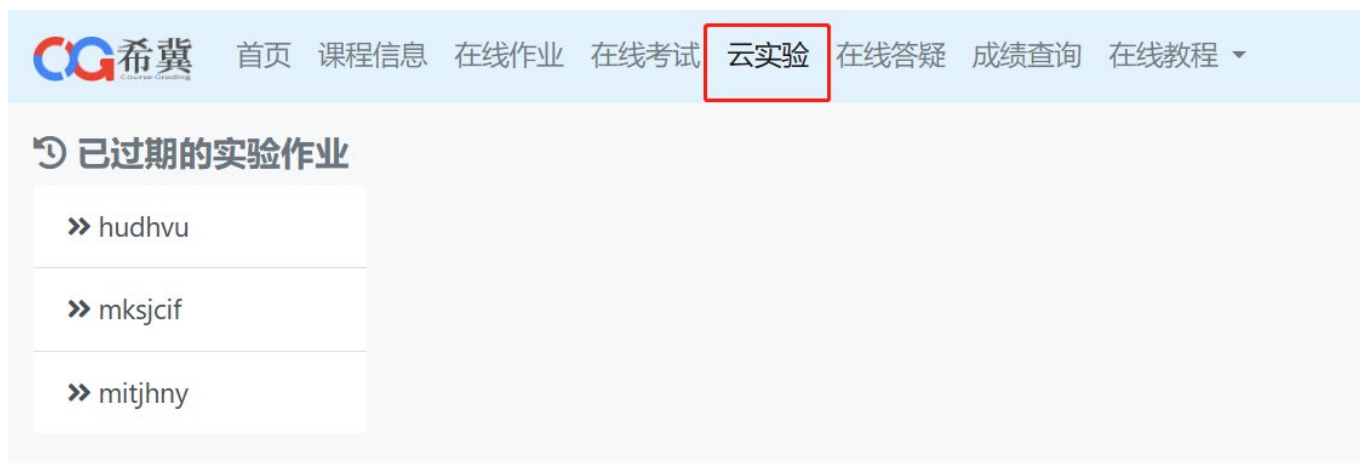 CG希冀 Course Grading 首页 课程信息 在线作业 在线考试 云实验 在线答疑 成绩查询 在线教程
已过期的实验作业
hudhvu
mksjcif
mitjhny